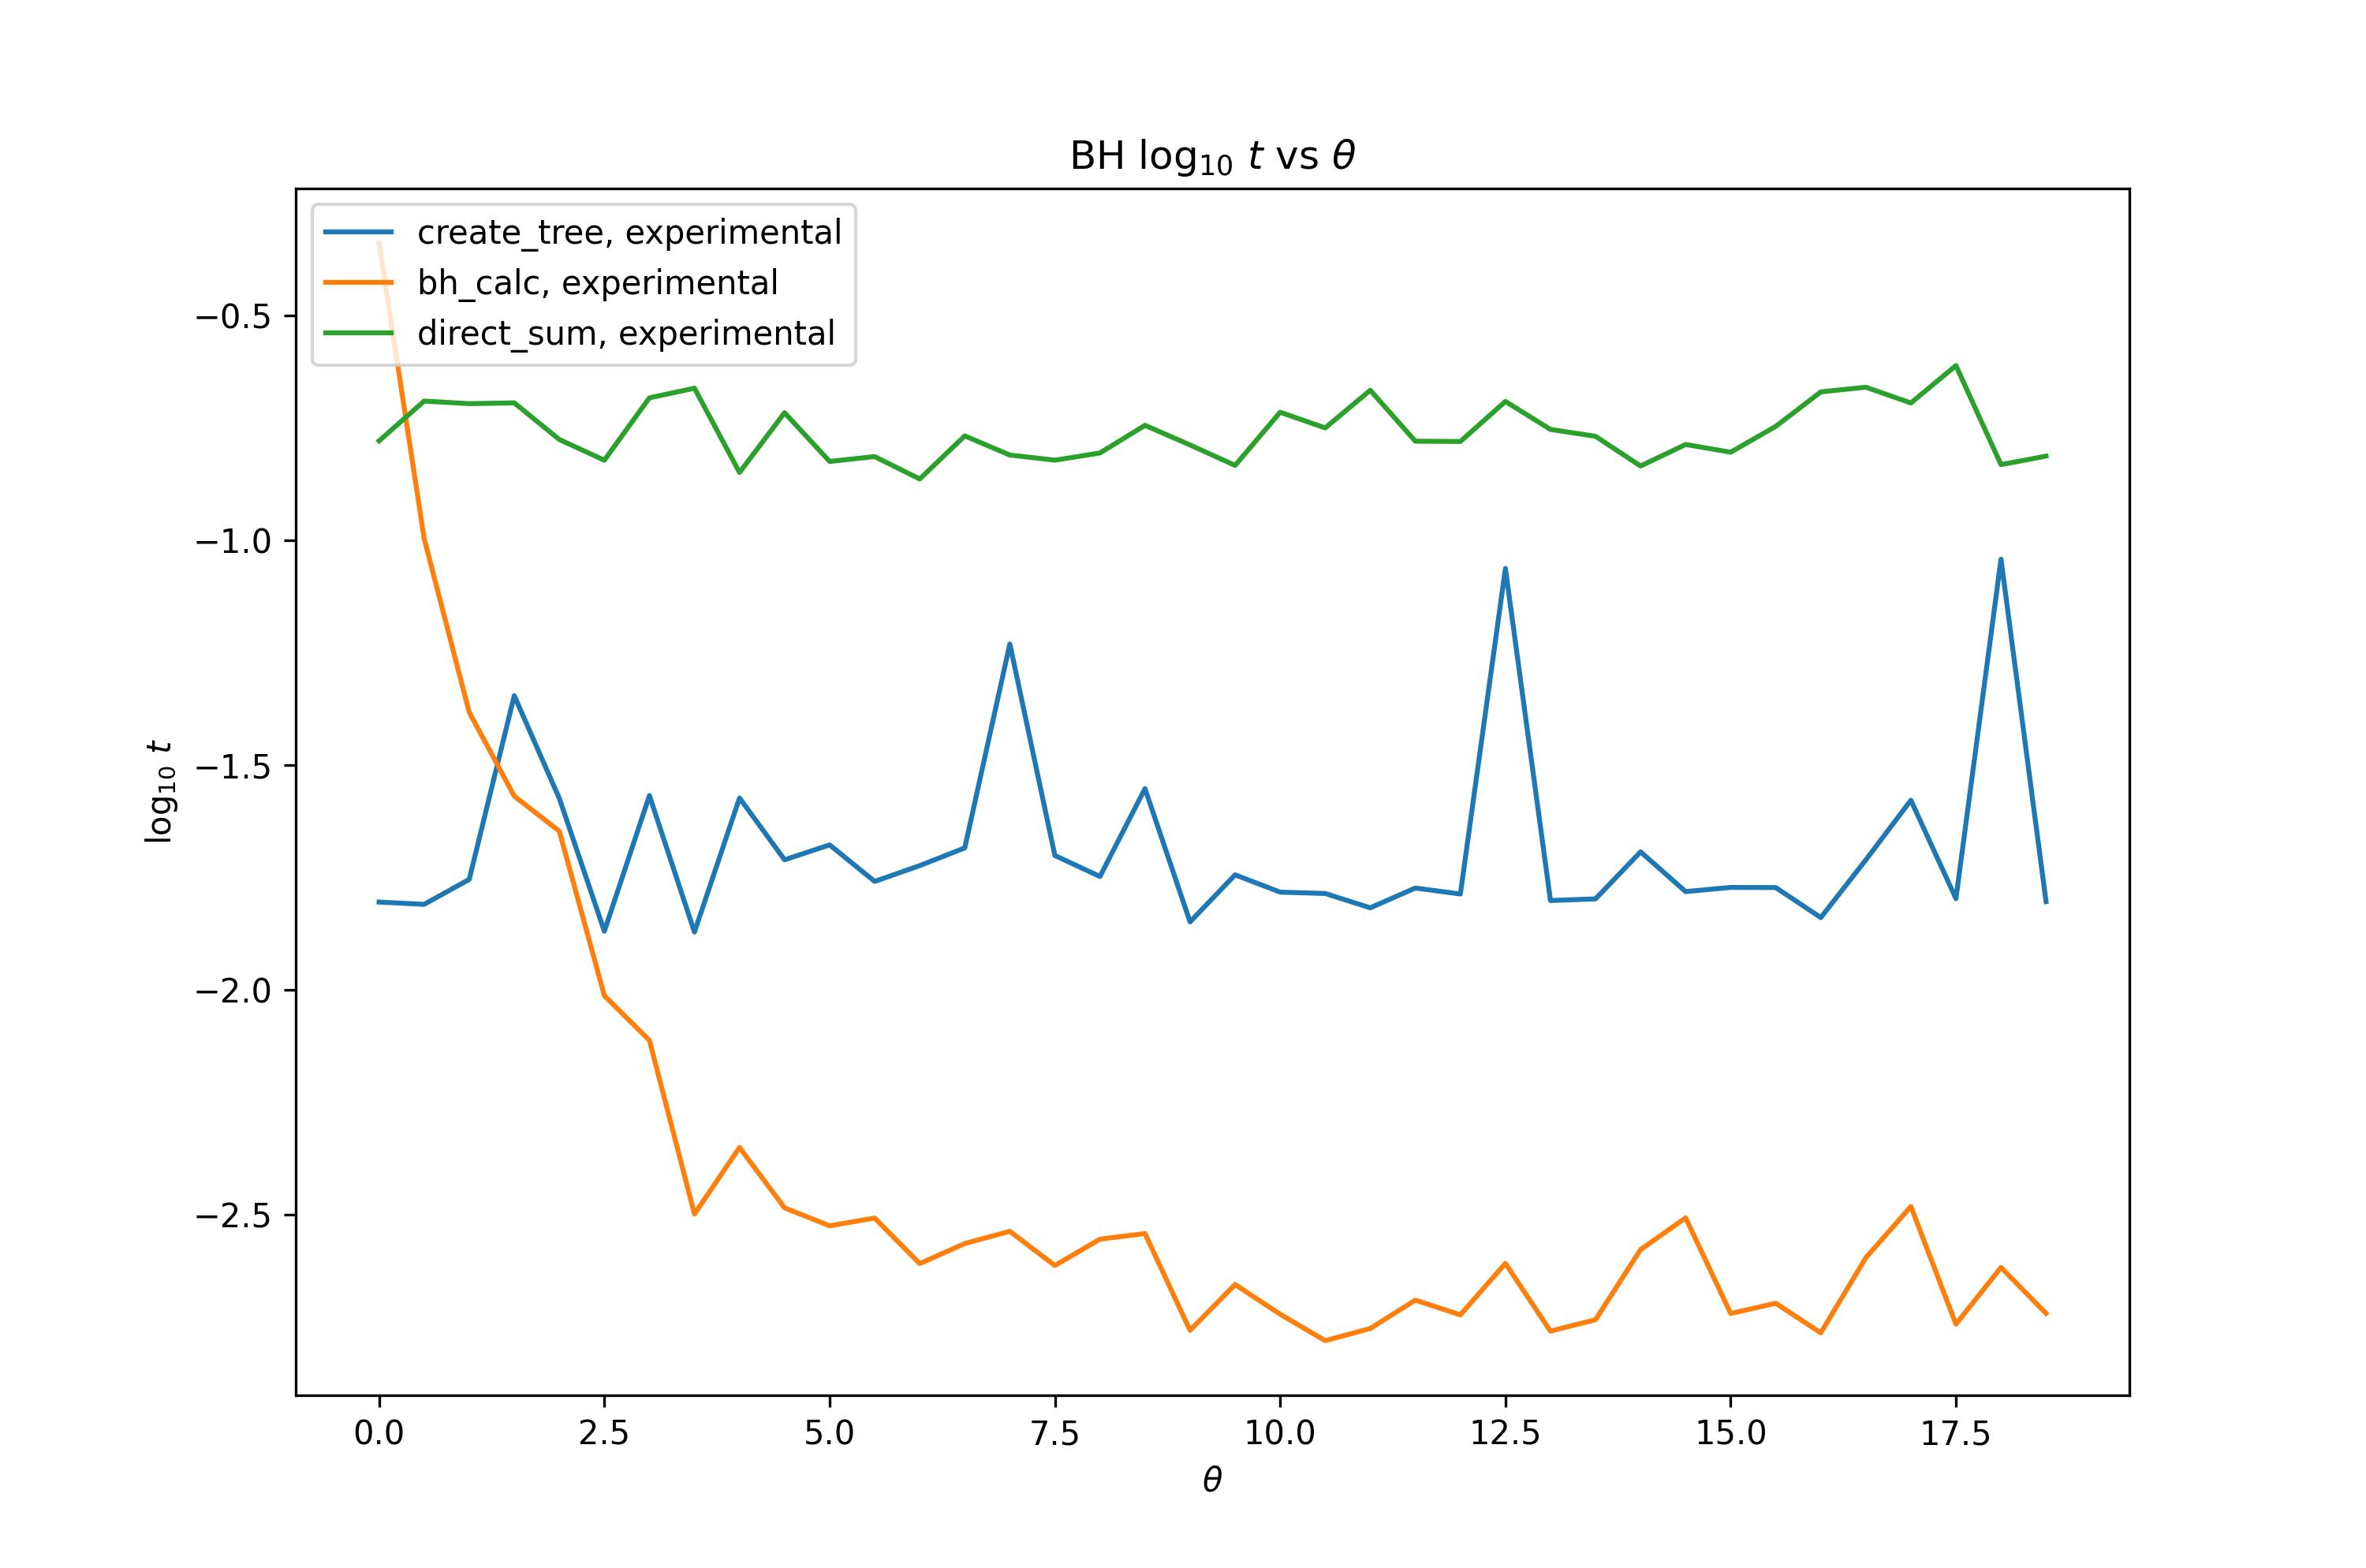 BH log₁₀ t vs θ
create_tree, experimental
bh_calc, experimental
direct_sum, experimental
log₁₀ t
−0.5
−1.0
−1.5
−2.0
−2.5
0.0 2.5 5.0 7.5 10.0 12.5 15.0 17.5
θ